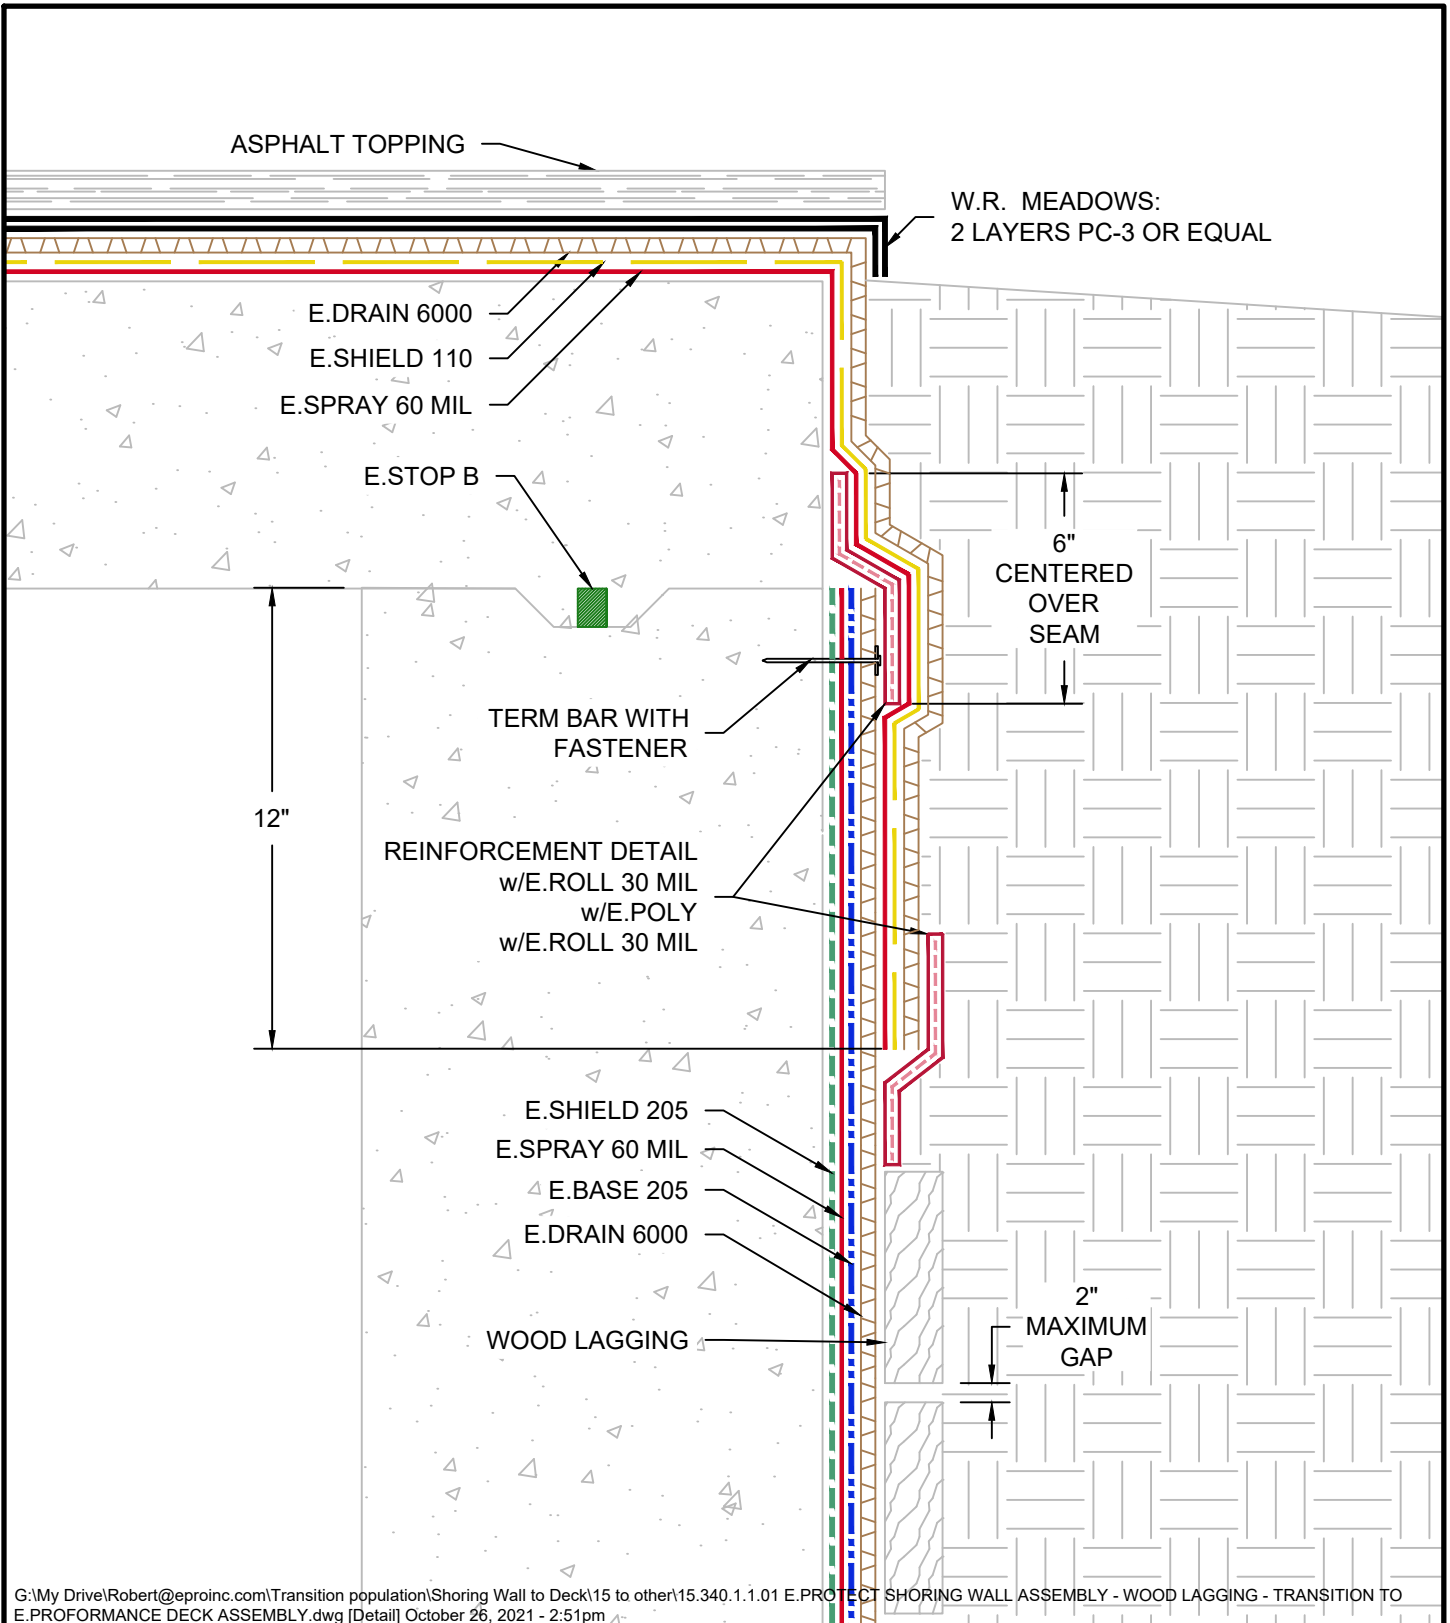 ASPHALT TOPPING
W.R. MEADOWS:
2 LAYERS PC-3 OR EQUAL
E.DRAIN 6000
E.SHIELD 110
E.SPRAY 60 MIL
E.STOP B
6"
CENTERED
OVER
SEAM
TERM BAR WITH
FASTENER
12"
REINFORCEMENT DETAIL
w/E.ROLL 30 MIL
w/E.POLY
w/E.ROLL 30 MIL
E.SHIELD 205
E.SPRAY 60 MIL
E.BASE 205
E.DRAIN 6000
WOOD LAGGING
2"
MAXIMUM
GAP
G:\My Drive\Robert@eproinc.com\Transition population\Shoring Wall to Deck\15 to other\15.340.1.1.01 E.PROTECT SHORING WALL ASSEMBLY - WOOD LAGGING - TRANSITION TO
E.PROFORMANCE DECK ASSEMBLY.dwg [Detail] October 26, 2021 - 2:51pm